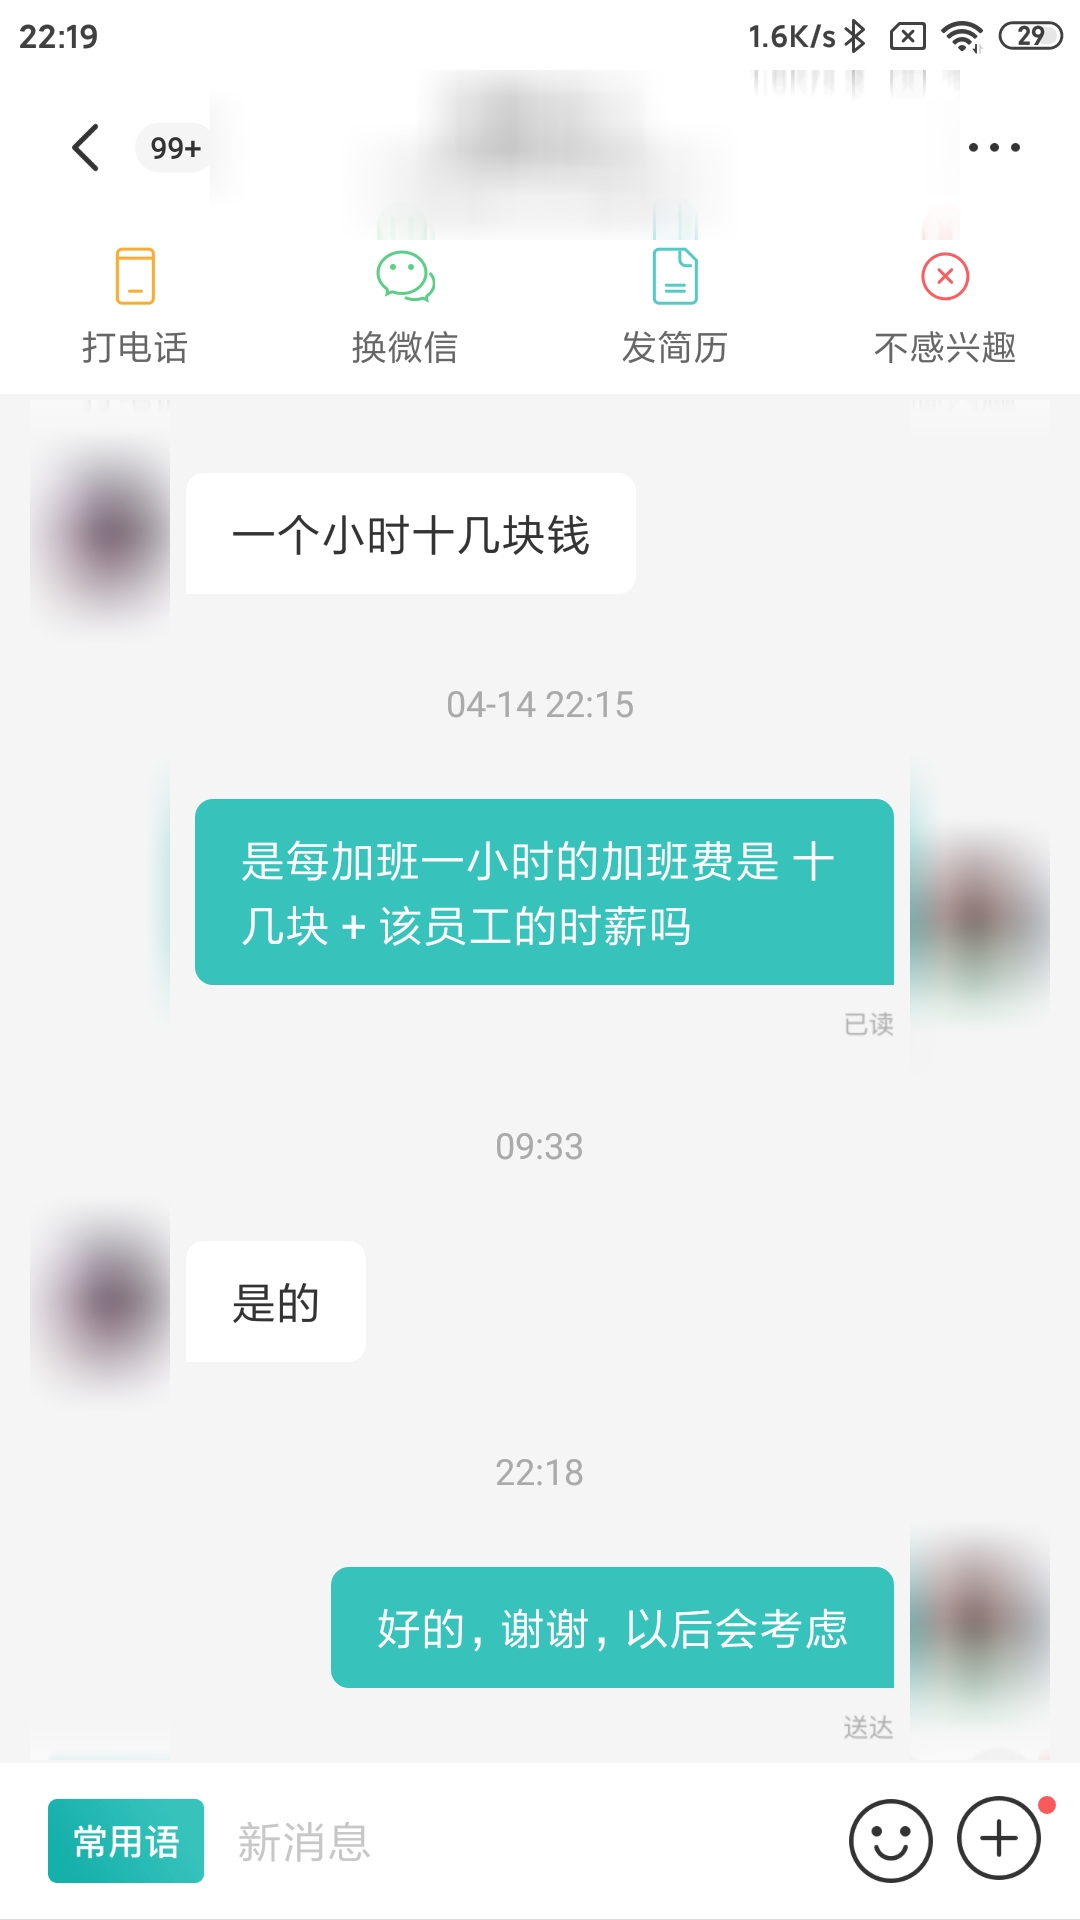 22:19
1.6K/s
29
99+
打电话
换微信
发简历
不感兴趣
一个小时十几块钱
04-14 22:15
是每加班一小时的加班费是 十
几块 + 该员工的时薪吗
已读
09:33
是的
22:18
好的，谢谢，以后会考虑
送达
常用语
新消息